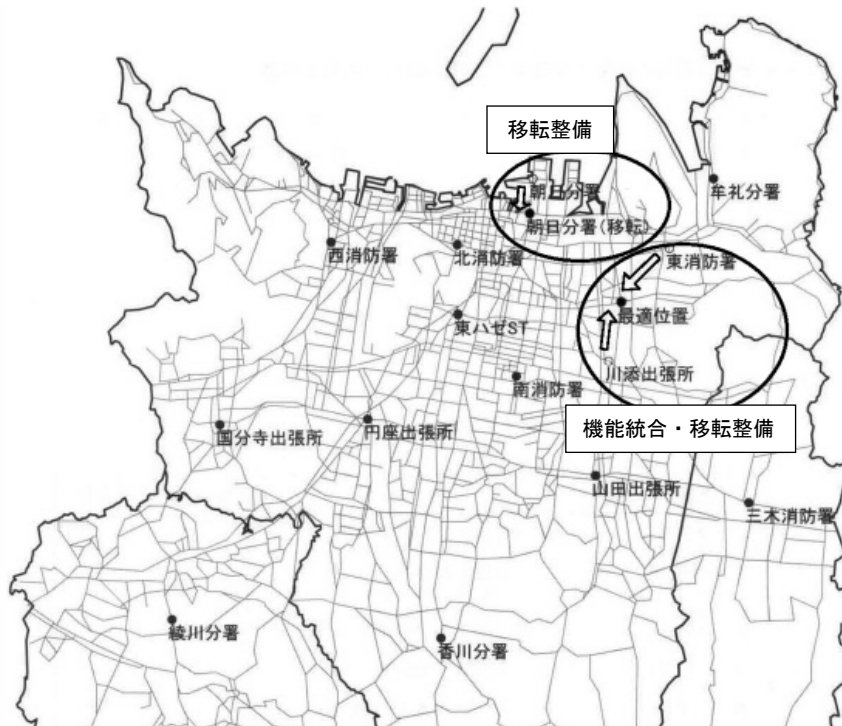 移転整備
朝日分署
牟礼分署
朝日分署(移転)
西消防署
北消防署
東消防署
最適位置
東ハゼST
川添出張所
南消防署
機能統合・移転整備
国分寺出張所
円座出張所
山田出張所
三木消防署
綾川分署
香川分署